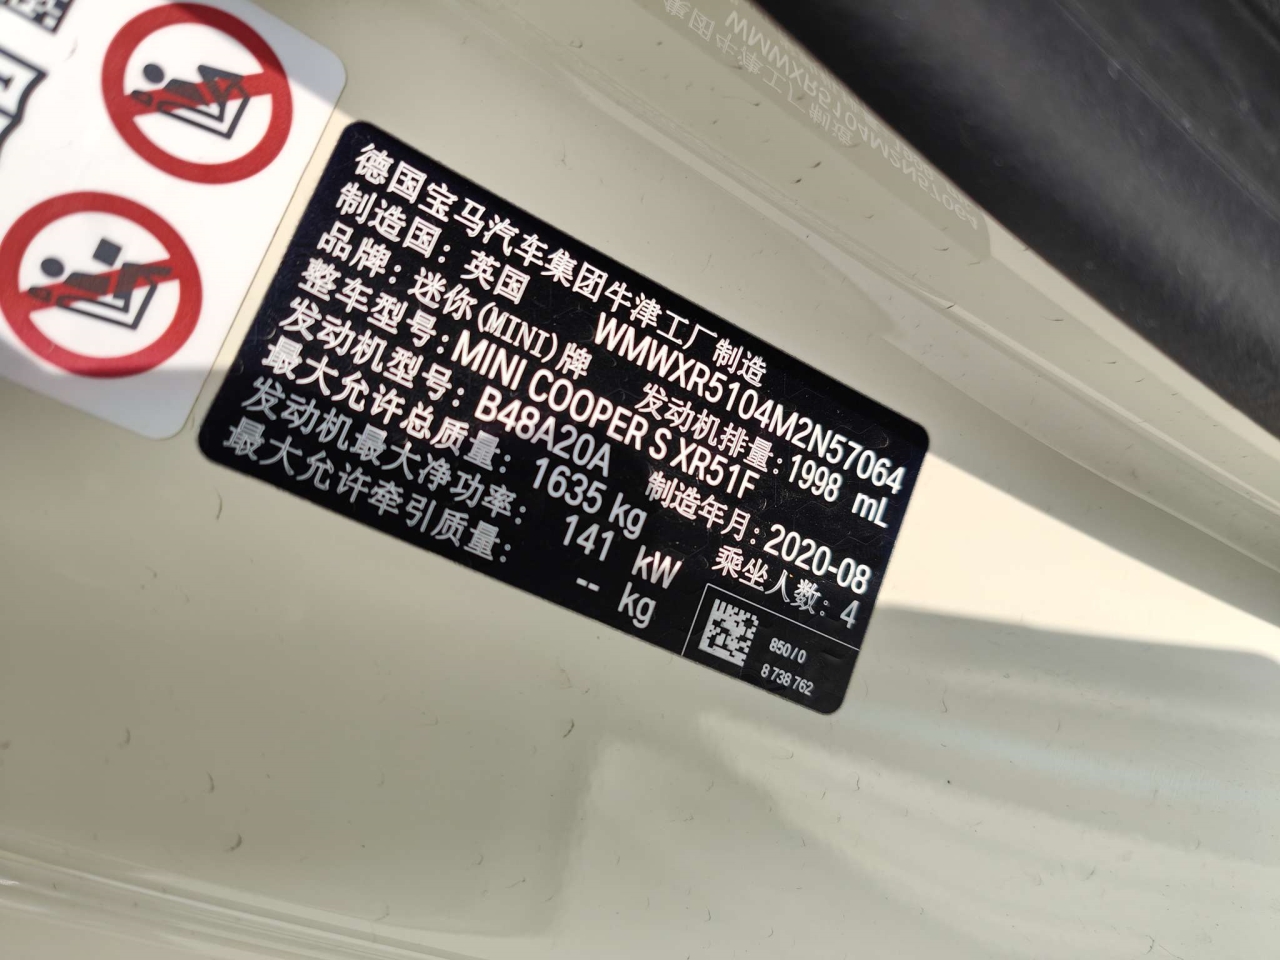 德国宝马汽车集团牛津工厂制造
制造国：英国 WMWXR5104M2N57064
品牌：迷你(MINI)牌 发动机排量：1998 mL
整车型号：MINI COOPER S XR51F
发动机型号：B48A20A 制造年月：2020-08
最大允许总质量：1635 kg 乘坐人数：4
发动机最大净功率：141 kW
最大允许牵引质量：-- kg
850/0
8 738 762